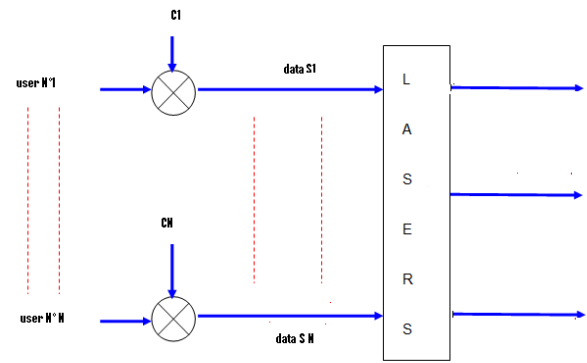 C1
user N°1
data S1
L
A
S
E
R
S
CN
user N° N
data S N